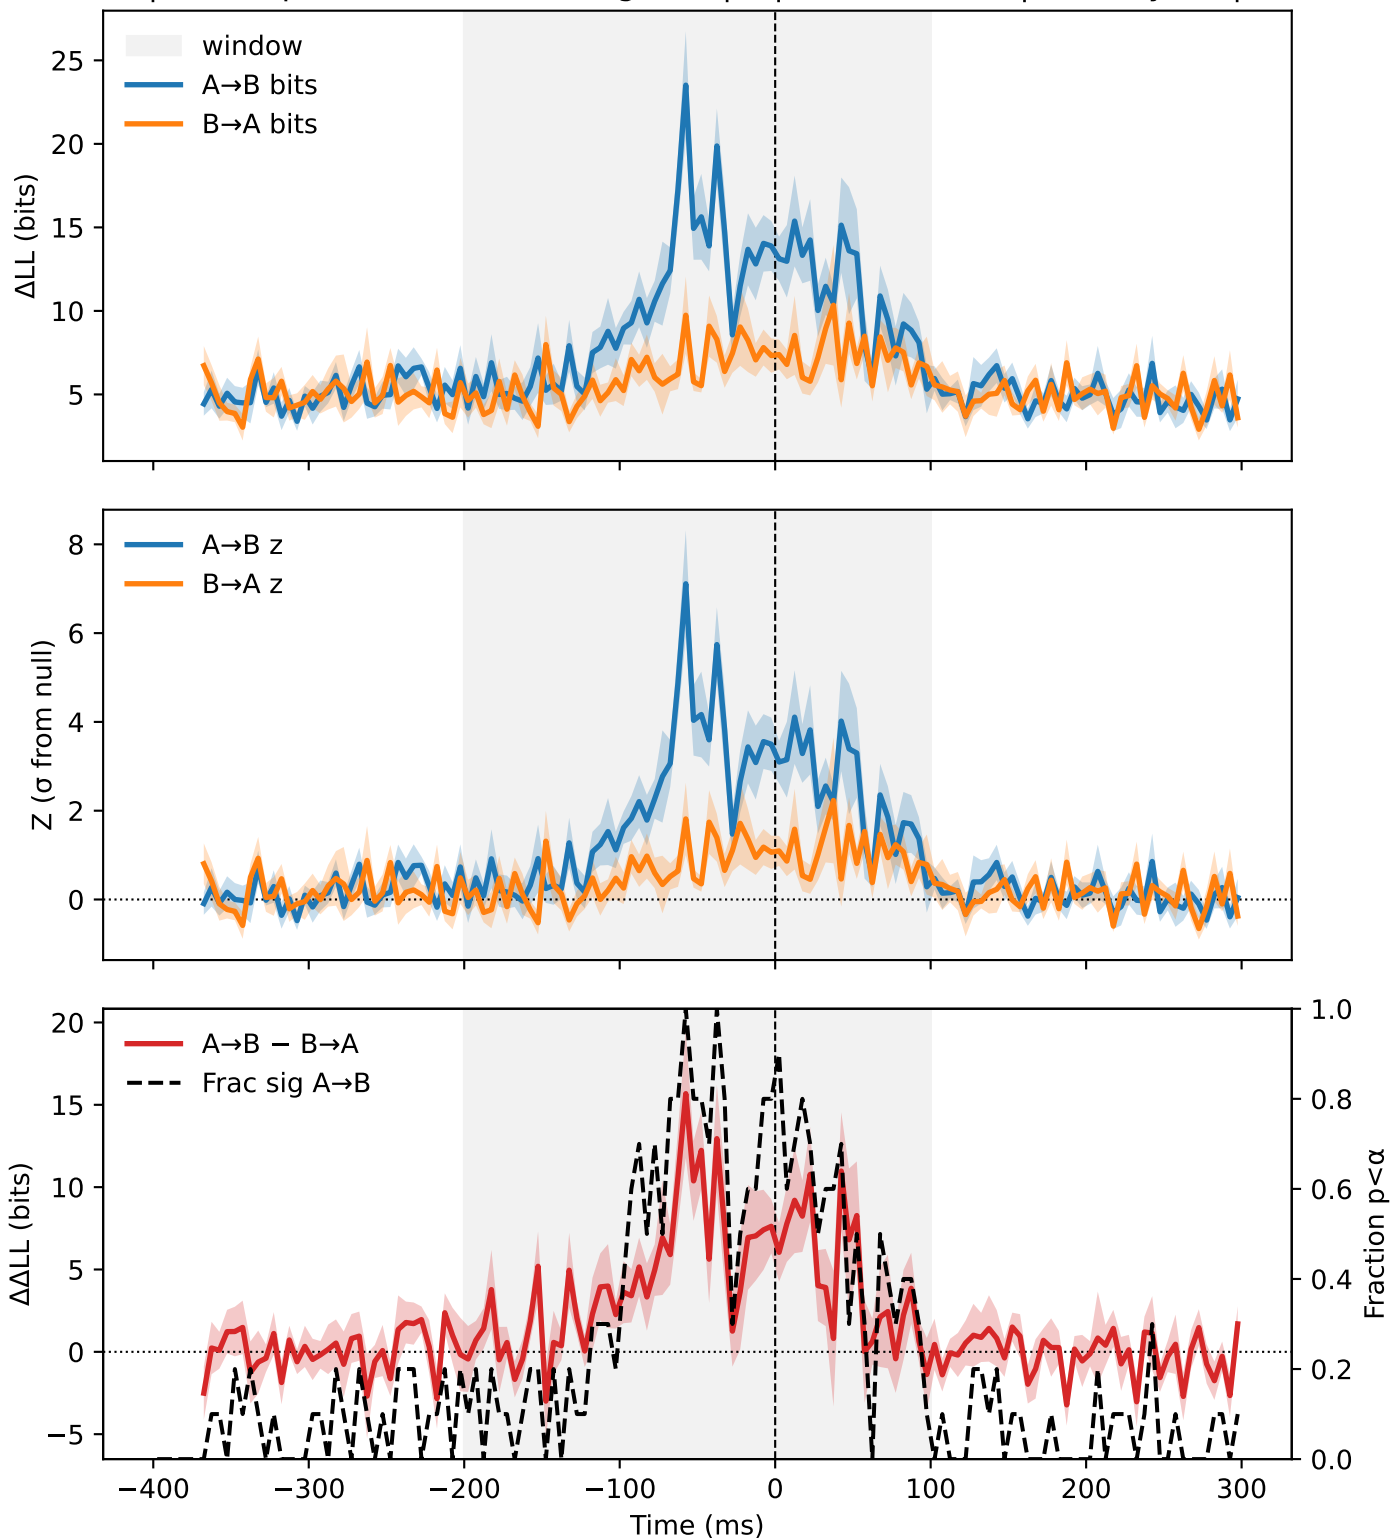 window
A→B bits
B→A bits
ΔLL (bits)
25
20
15
10
5
A→B z
B→A z
Z (σ from null)
8
6
4
2
0
A→B − B→A
Frac sig A→B
ΔΔLL (bits)
20
15
10
5
0
−5
1.0
0.8
0.6
0.4
0.2
0.0
Fraction p<α
−400
−300
−200
−100
0
100
200
300
Time (ms)